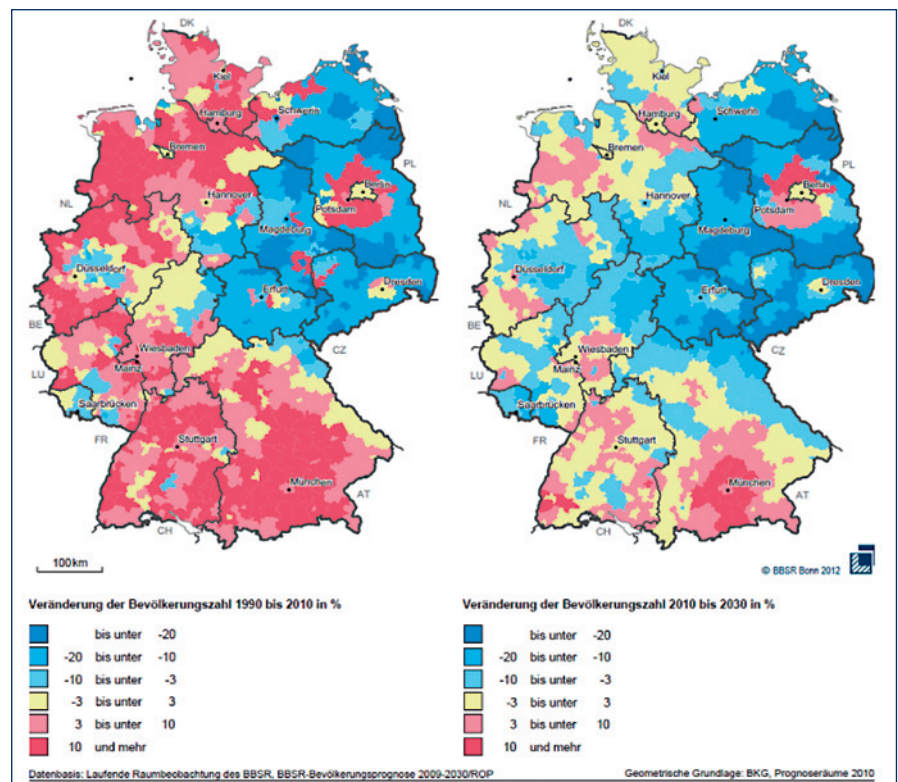 DK
Kiel
Schwerin
Hamburg
Bremen
PL
Berlin
Hannover
NL
Potsdam
Magdeburg
Düsseldorf
Erfurt
Dresden
BE
Wiesbaden
CZ
LU
Mainz
Saarbrücken
FR
Stuttgart
München
AT
CH
100km
DK
Kiel
Schwerin
Hamburg
Bremen
PL
Berlin
Hannover
NL
Potsdam
Magdeburg
Düsseldorf
Erfurt
Dresden
BE
Wiesbaden
CZ
LU
Mainz
Saarbrücken
FR
Stuttgart
München
AT
CH
© BBSR Bonn 2012
Veränderung der Bevölkerungszahl 1990 bis 2010 in %
bis unter -20
-20 bis unter -10
-10 bis unter -3
-3 bis unter 3
3 bis unter 10
10 und mehr
Veränderung der Bevölkerungszahl 2010 bis 2030 in %
bis unter -20
-20 bis unter -10
-10 bis unter -3
-3 bis unter 3
3 bis unter 10
10 und mehr
Datenbasis: Laufende Raumbeobachtung des BBSR, BBSR-Bevölkerungsprognose 2009-2030/ROP
Geometrische Grundlage: BKG, Prognoseräume 2010